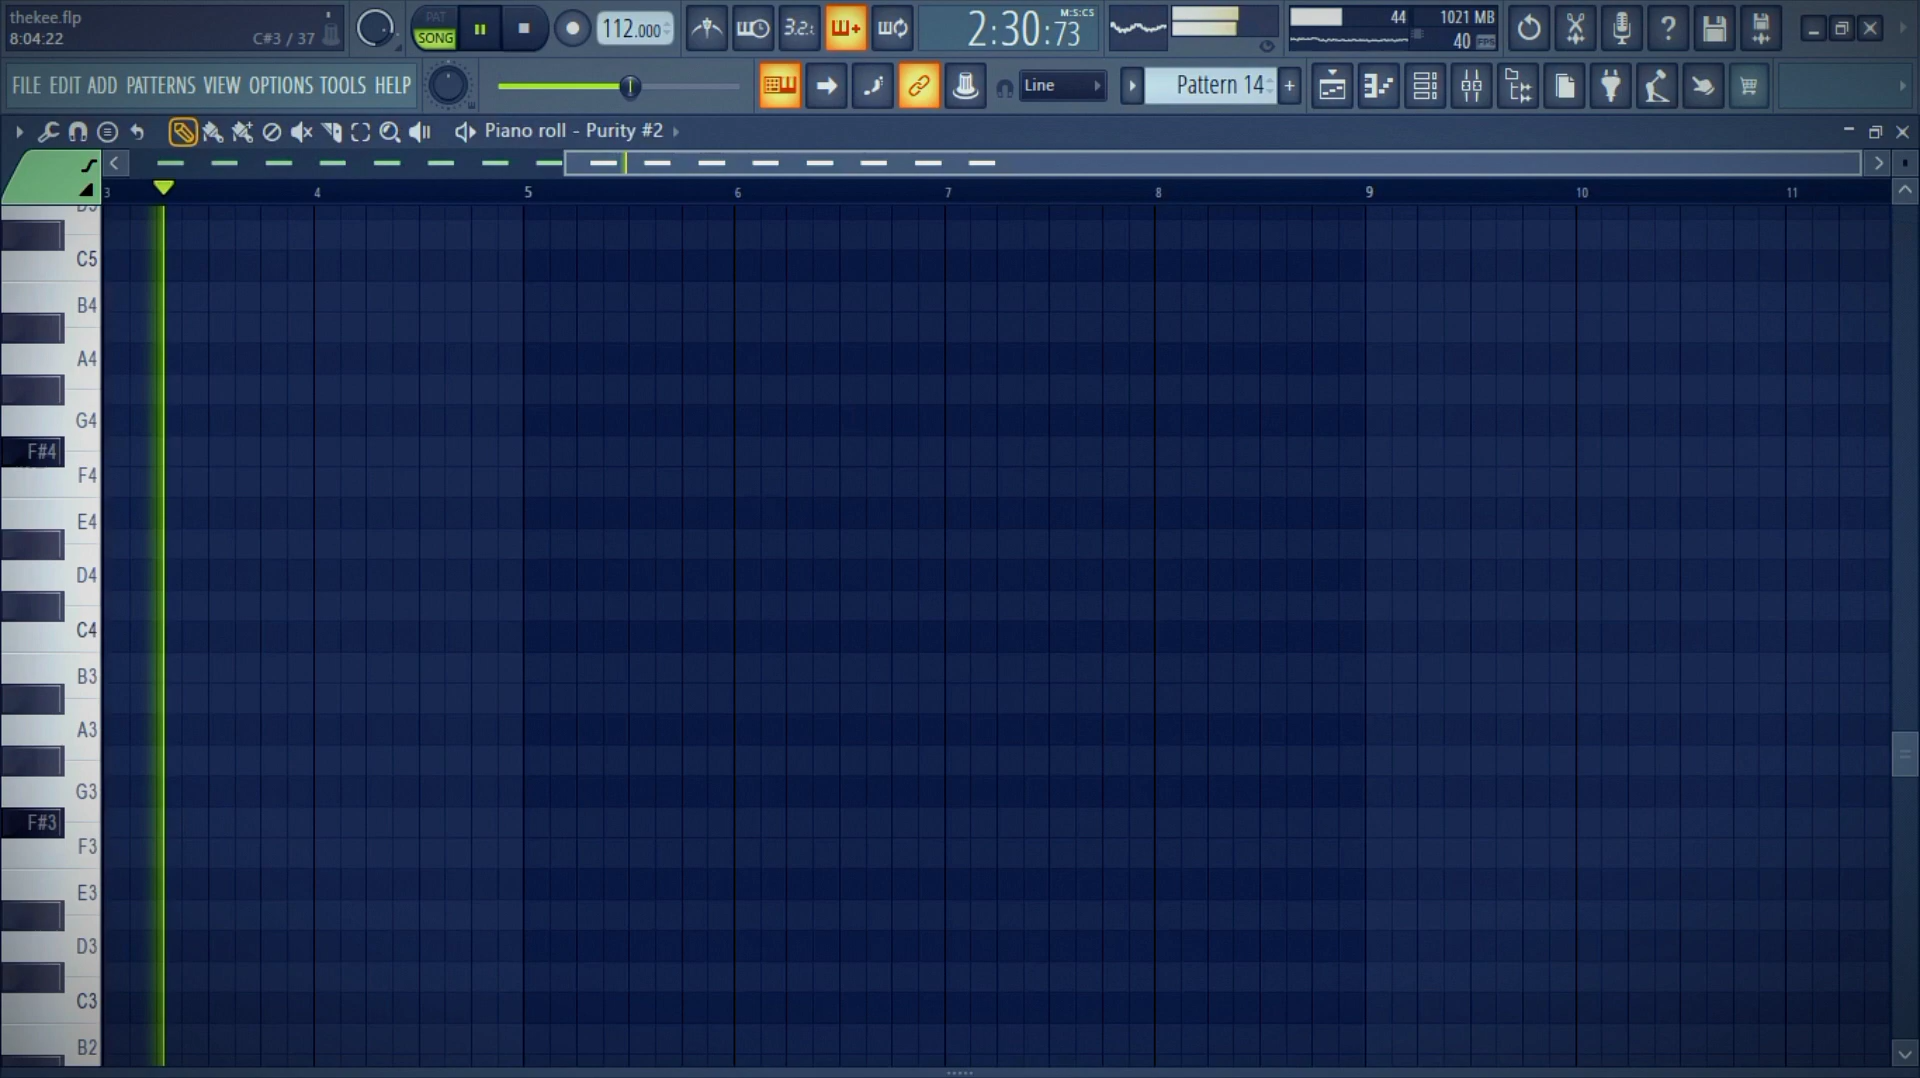 thekee.flp
8:04:22 C#3 / 37
PAT
SONG
112.000
3.2.
2:30:73
M:S:CS
44
1021 MB
40
FPS
FILE EDIT ADD PATTERNS VIEW OPTIONS TOOLS HELP
Line
Pattern 14
+
Piano roll - Purity #2
3 4 5 6 7 8 9 10 11
D5
C5
B4
A4
G4
F#4
F4
E4
D4
C4
B3
A3
G3
F#3
F3
E3
D3
C3
B2